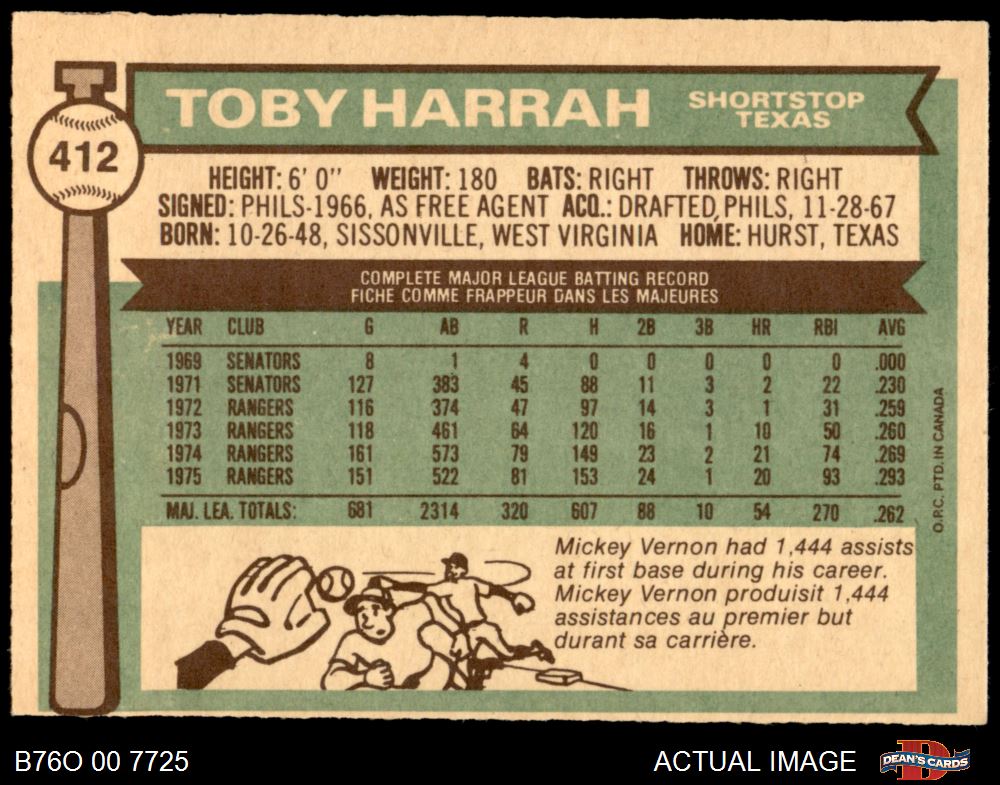 TOBY HARRAH
SHORTSTOP
TEXAS
412
HEIGHT: 6' 0" WEIGHT: 180 BATS: RIGHT THROWS: RIGHT
SIGNED: PHILS-1966, AS FREE AGENT ACQ.: DRAFTED, PHILS, 11-28-67
BORN: 10-26-48, SISSONVILLE, WEST VIRGINIA HOME: HURST, TEXAS
COMPLETE MAJOR LEAGUE BATTING RECORD
FICHE COMME FRAPPEUR DANS LES MAJEURES
YEAR CLUB G AB R H 2B 3B HR RBI AVG
1969 SENATORS 8 1 4 0 0 0 0 0 .000
1971 SENATORS 127 383 45 88 11 3 2 22 .230
1972 RANGERS 116 374 47 97 14 3 1 31 .259
1973 RANGERS 118 461 64 120 16 1 10 50 .260
1974 RANGERS 161 573 79 149 23 2 21 74 .269
1975 RANGERS 151 522 81 153 24 1 20 93 .293
MAJ. LEA. TOTALS: 681 2314 320 607 88 10 54 270 .262
O.P.C. PTD. IN CANADA
Mickey Vernon had 1,444 assists
at first base during his career.
Mickey Vernon produisit 1,444
assistances au premier but
durant sa carrière.
B76O 00 7725
ACTUAL IMAGE
D
DEAN'S CARDS